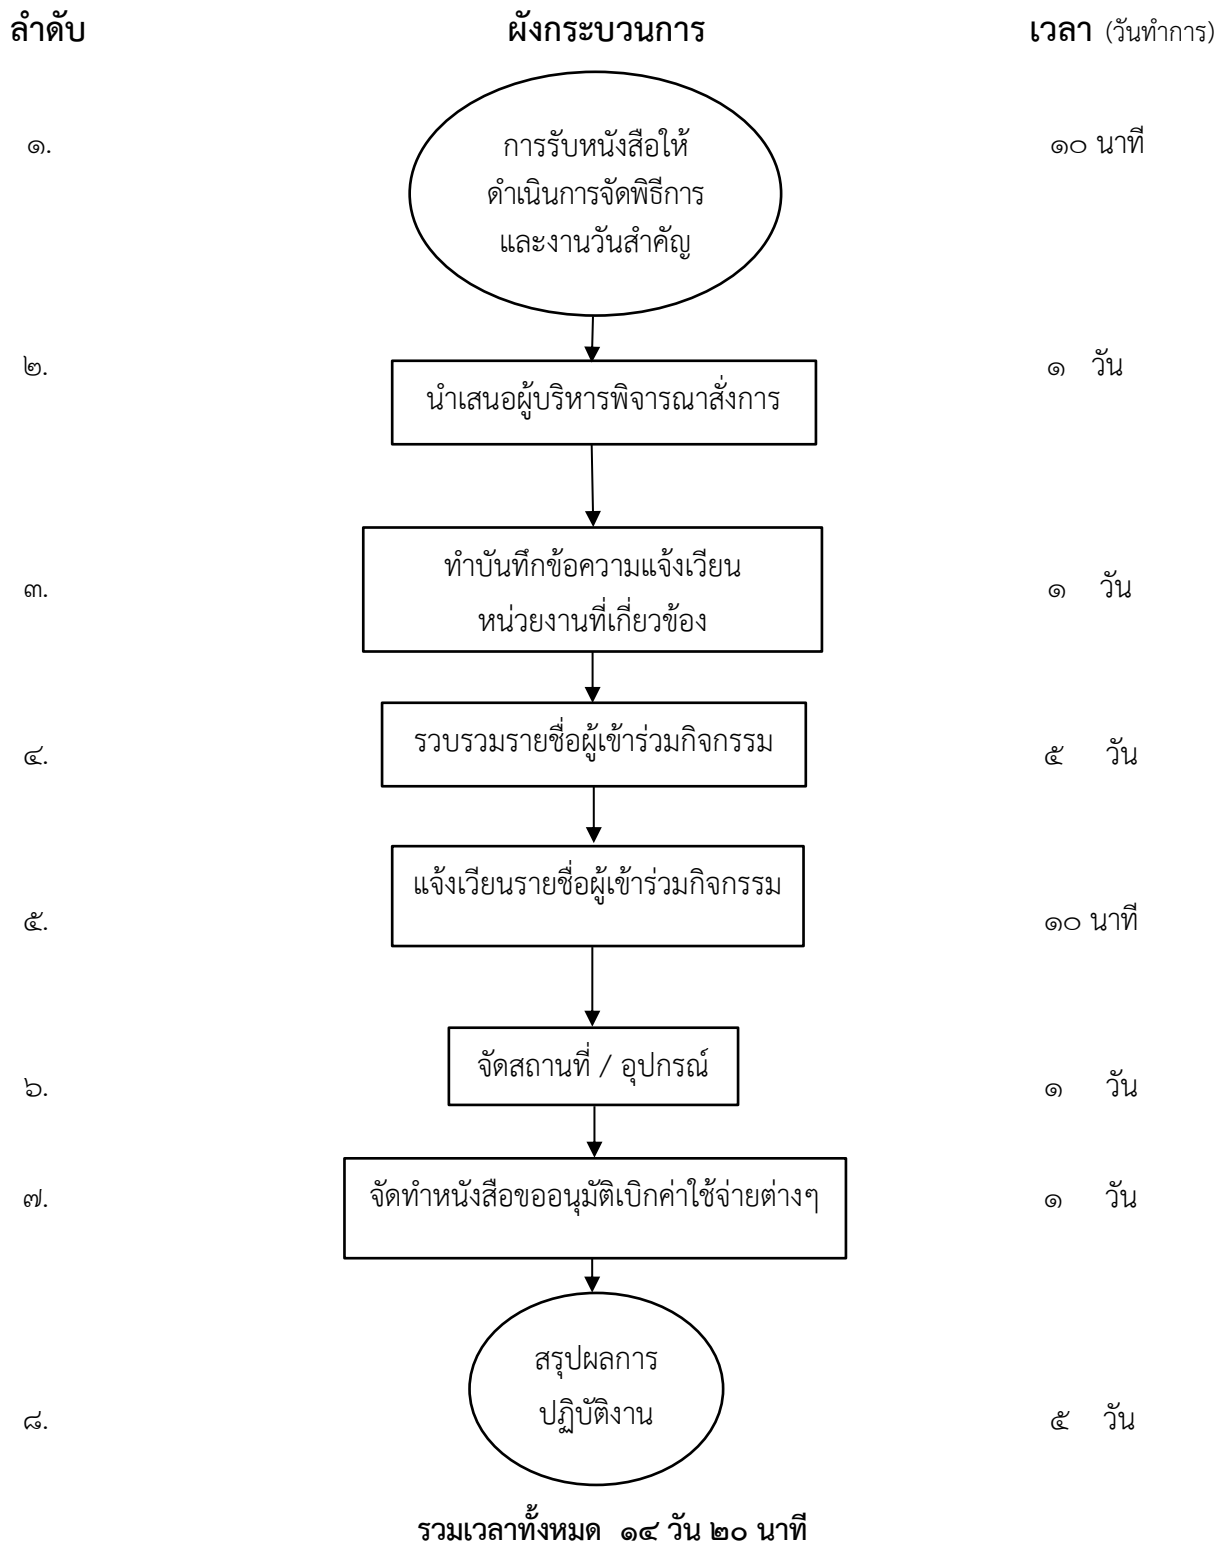 ลำดับ ผังกระบวนการ เวลา (วันทำการ)
๑. การรับหนังสือให้ ๑๐ นาที
ดำเนินการจัดพิธีการ
และงานวันสำคัญ
๒. ๑ วัน
นำเสนอผู้บริหารพิจารณาสั่งการ
ทำบันทึกข้อความแจ้งเวียน
๓. ๑ วัน
หน่วยงานที่เกี่ยวข้อง
รวบรวมรายชื่อผู้เข้าร่วมกิจกรรม
๔. ๕ วัน
แจ้งเวียนรายชื่อผู้เข้าร่วมกิจกรรม
๕. ๑๐ นาที
จัดสถานที่ / อุปกรณ์
๖. ๑ วัน
๗. จัดทำหนังสือขออนุมัติเบิกค่าใช้จ่ายต่างๆ ๑ วัน
สรุปผลการ
ปฏิบัติงาน
๘. ๕ วัน
รวมเวลาทั้งหมด ๑๔ วัน ๒๐ นาที